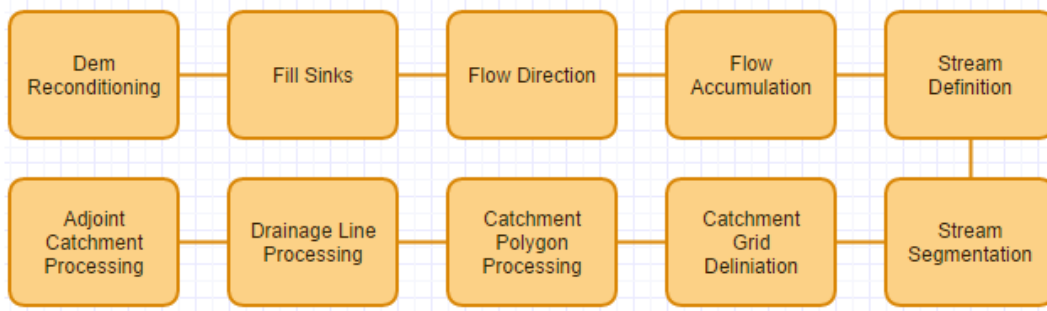 Dem
Reconditioning
Fill Sinks
Flow Direction
Flow
Accumulation
Stream
Definition
Adjoint
Catchment
Processing
Drainage Line
Processing
Catchment
Polygon
Processing
Catchment
Grid
Deliniation
Stream
Segmentation